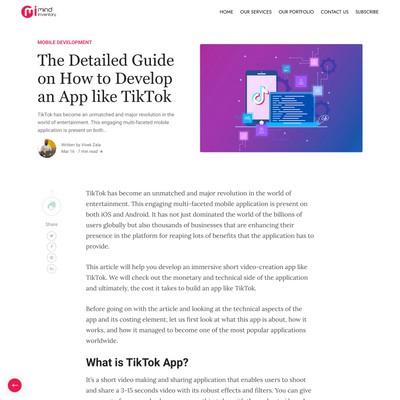 mind
inventory
HOME OUR SERVICES OUR PORTFOLIO CONTACT US SUBSCRIBE
MOBILE DEVELOPMENT
The Detailed Guide
on How to Develop
an App like TikTok
TikTok has become an unmatched and major revolution in the world
of entertainment. This engaging multi-faceted mobile
application is present on both...
Written by Vivek Zala
Mar 16 · 7 min read
Share
TikTok has become an unmatched and major revolution in the world of
entertainment. This engaging multi-faceted mobile application is present on
both iOS and Android. It has not just dominated the world of the billions of
users globally but also thousands of businesses that are enhancing their
presence in the platform for reaping lots of benefits that the application has to
provide.
This article will help you develop an immersive short video-creation app like
TikTok. We will check out the monetary and technical side of the application
and ultimately, the cost it takes to build an app like TikTok.
Before going on with the article and looking at the technical aspects of the
app and its costing element, let us first look at what this app is about, how it
works, and how it managed to become one of the most popular applications
worldwide.
What is TikTok App?
It's a short video making and sharing application that enables users to shoot
and share a 3-15 seconds video with its robust effects and filters. You can give